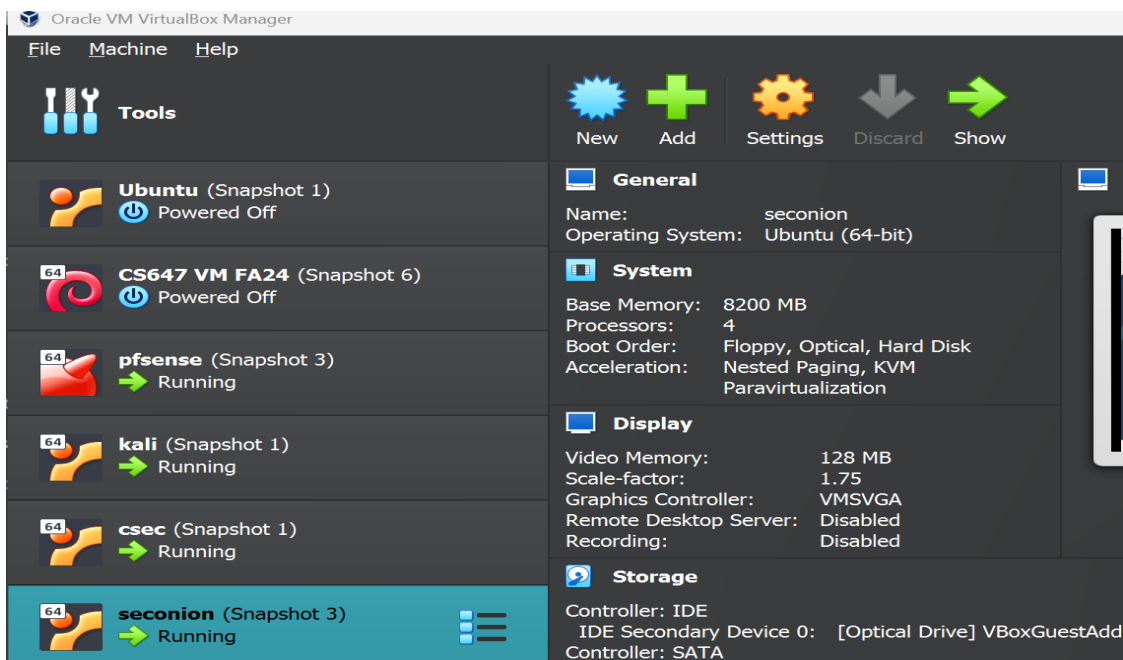 Oracle VM VirtualBox Manager
File Machine Help
Tools
New Add Settings Discard Show
Ubuntu (Snapshot 1)
Powered Off
64
CS647 VM FA24 (Snapshot 6)
Powered Off
64
pfsense (Snapshot 3)
Running
64
kali (Snapshot 1)
Running
64
csec (Snapshot 1)
Running
64
seconion (Snapshot 3)
Running
General
Name: seconion
Operating System: Ubuntu (64-bit)
System
Base Memory: 8200 MB
Processors: 4
Boot Order: Floppy, Optical, Hard Disk
Acceleration: Nested Paging, KVM
Paravirtualization
Display
Video Memory: 128 MB
Scale-factor: 1.75
Graphics Controller: VMSVGA
Remote Desktop Server: Disabled
Recording: Disabled
Storage
Controller: IDE
IDE Secondary Device 0: [Optical Drive] VBoxGuestAdd
Controller: SATA